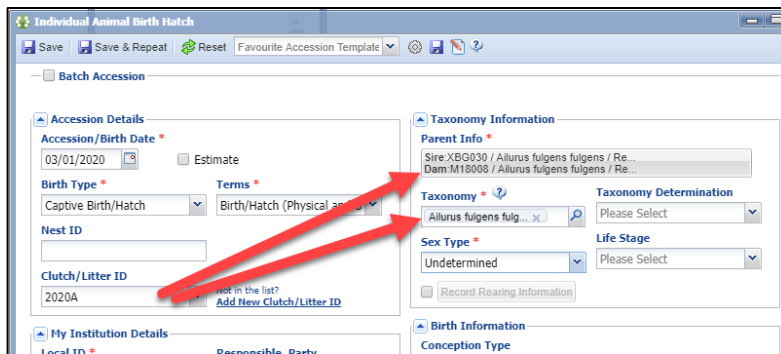 Individual Animal Birth Hatch
Save Save & Repeat Reset Favourite Accession Template
Batch Accession
Accession Details
Accession/Birth Date *
03/01/2020 Estimate
Birth Type * Terms *
Captive Birth/Hatch Birth/Hatch (Physical and
Nest ID
Clutch/Litter ID
2020A
Not in the list?
Add New Clutch/Litter ID
My Institution Details
Local ID * Responsible Party
Taxonomy Information
Parent Info *
Sire:XBG030 / Ailurus fulgens fulgens / Re...
Dam:M18008 / Ailurus fulgens fulgens / Re...
Taxonomy * Taxonomy Determination
Ailurus fulgens fulg... x Please Select
Sex Type * Life Stage
Undetermined Please Select
Record Rearing Information
Birth Information
Conception Type